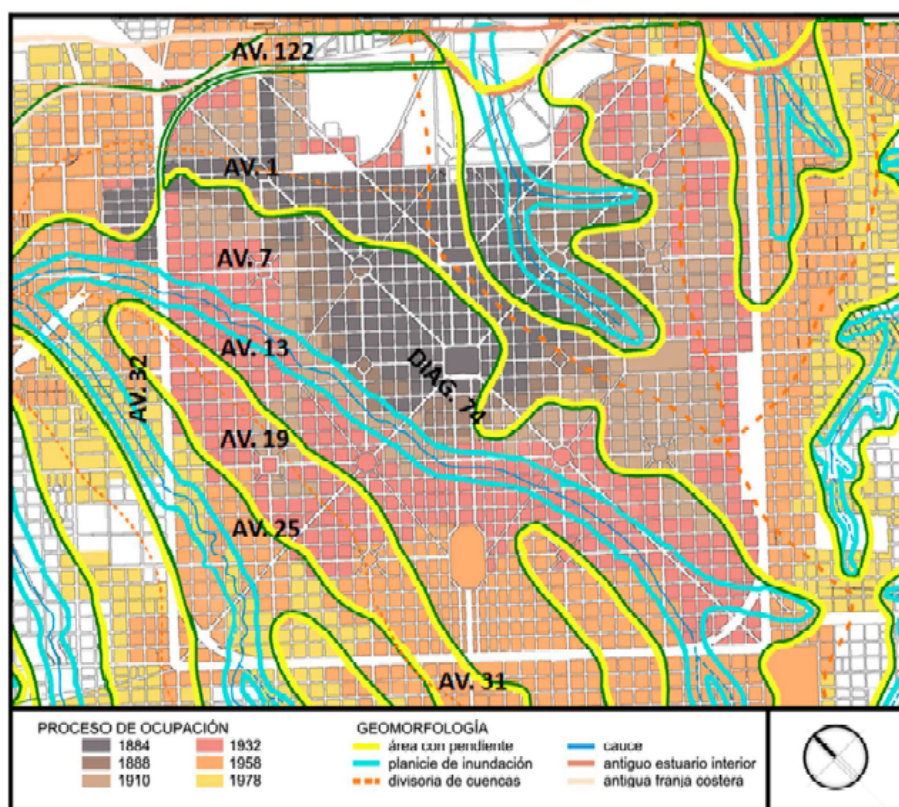 AV. 122
AV. 1
AV. 7
AV. 13
DIAG. 74
AV. 32
AV. 19
AV. 25
AV. 31
PROCESO DE OCUPACIÓN
1884
1888
1910
1932
1958
1978
GEOMORFOLOGÍA
área con pendiente
planicie de inundación
divisoria de cuencas
cauce
antiguo estuario interior
antigua franja costera